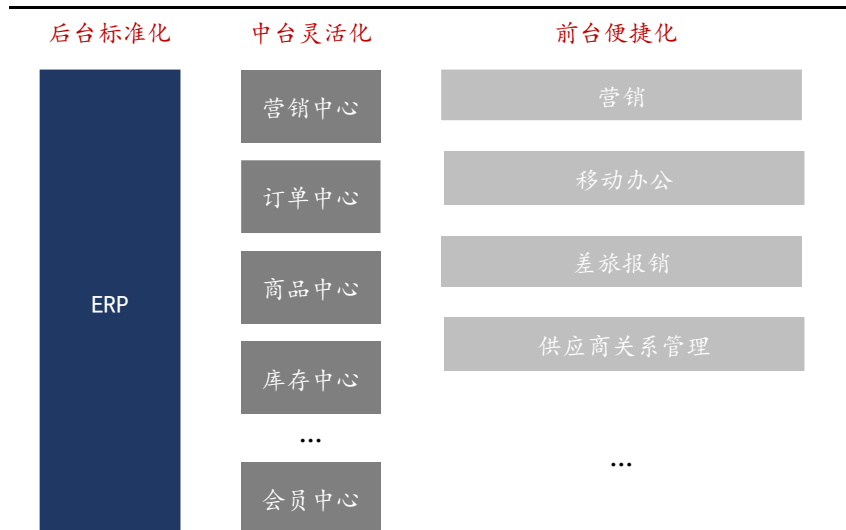 后台标准化
中台灵活化
前台便捷化
ERP
营销中心
订单中心
商品中心
库存中心
...
会员中心
营销
移动办公
差旅报销
供应商关系管理
...